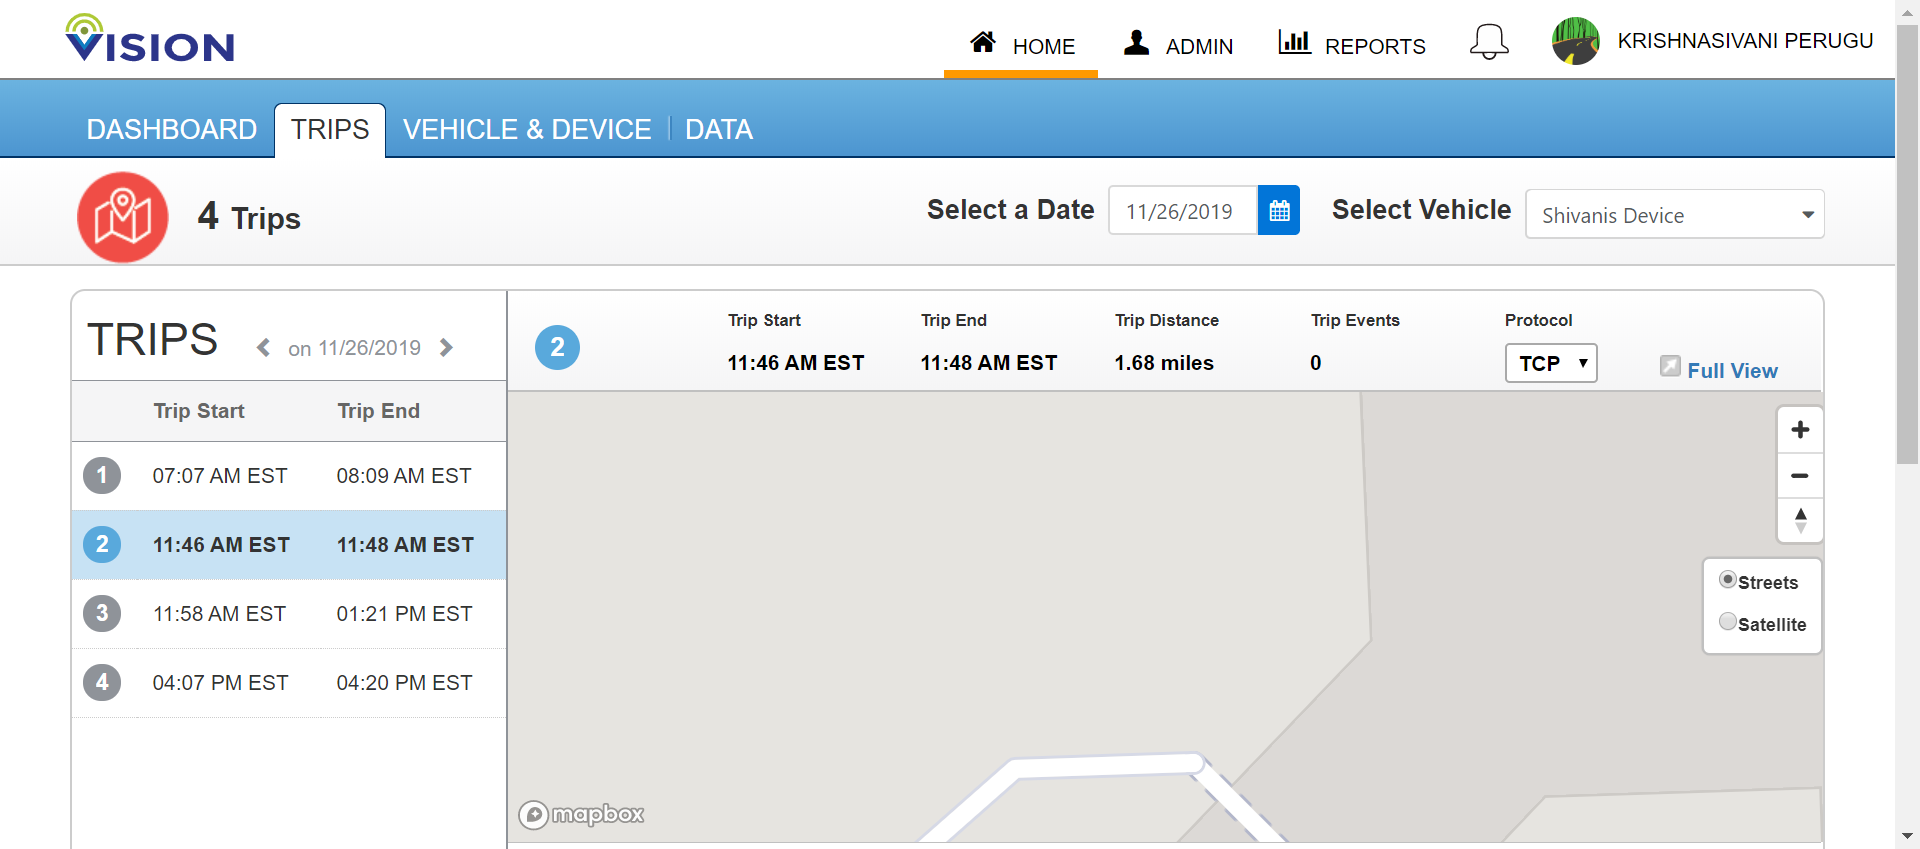 VISION
HOME
ADMIN
REPORTS
KRISHNASIVANI PERUGU
DASHBOARD
TRIPS
VEHICLE & DEVICE
DATA
4 Trips
Select a Date
11/26/2019
Select Vehicle
Shivanis Device
TRIPS
on 11/26/2019
Trip Start Trip End
1 07:07 AM EST 08:09 AM EST
2 11:46 AM EST 11:48 AM EST
3 11:58 AM EST 01:21 PM EST
4 04:07 PM EST 04:20 PM EST
2
Trip Start Trip End Trip Distance Trip Events Protocol
11:46 AM EST 11:48 AM EST 1.68 miles 0 TCP
Full View
+
−
Streets
Satellite
mapbox